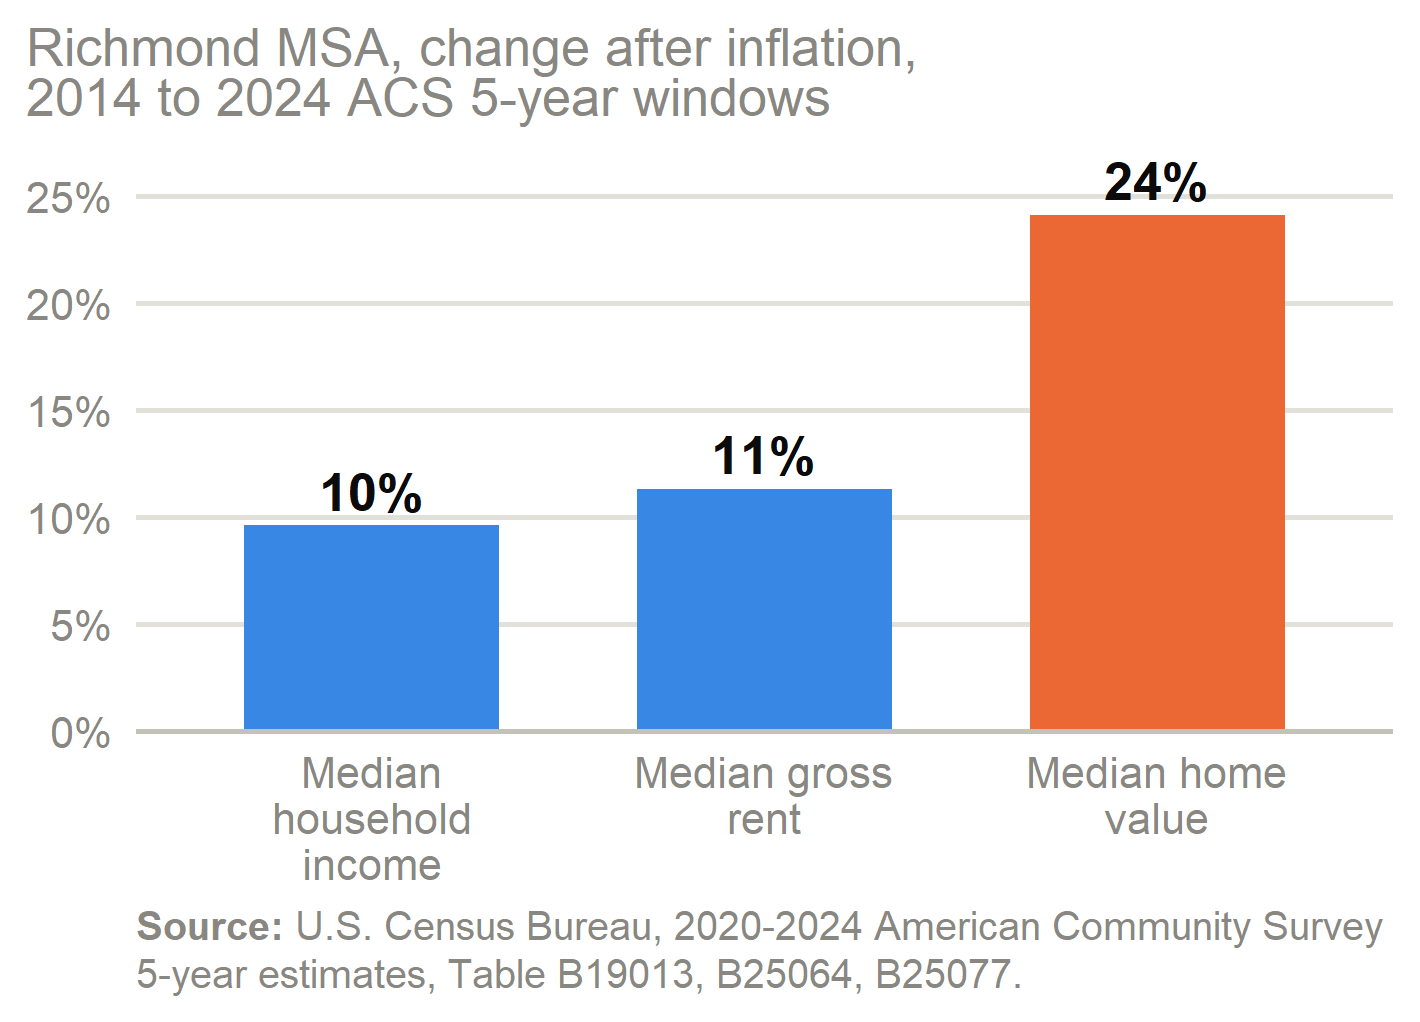 Richmond MSA, change after inflation,
2014 to 2024 ACS 5-year windows
25%
20%
15%
10%
5%
0%
10%
11%
24%
Median
household
income
Median gross
rent
Median home
value
Source: U.S. Census Bureau, 2020-2024 American Community Survey
5-year estimates, Table B19013, B25064, B25077.